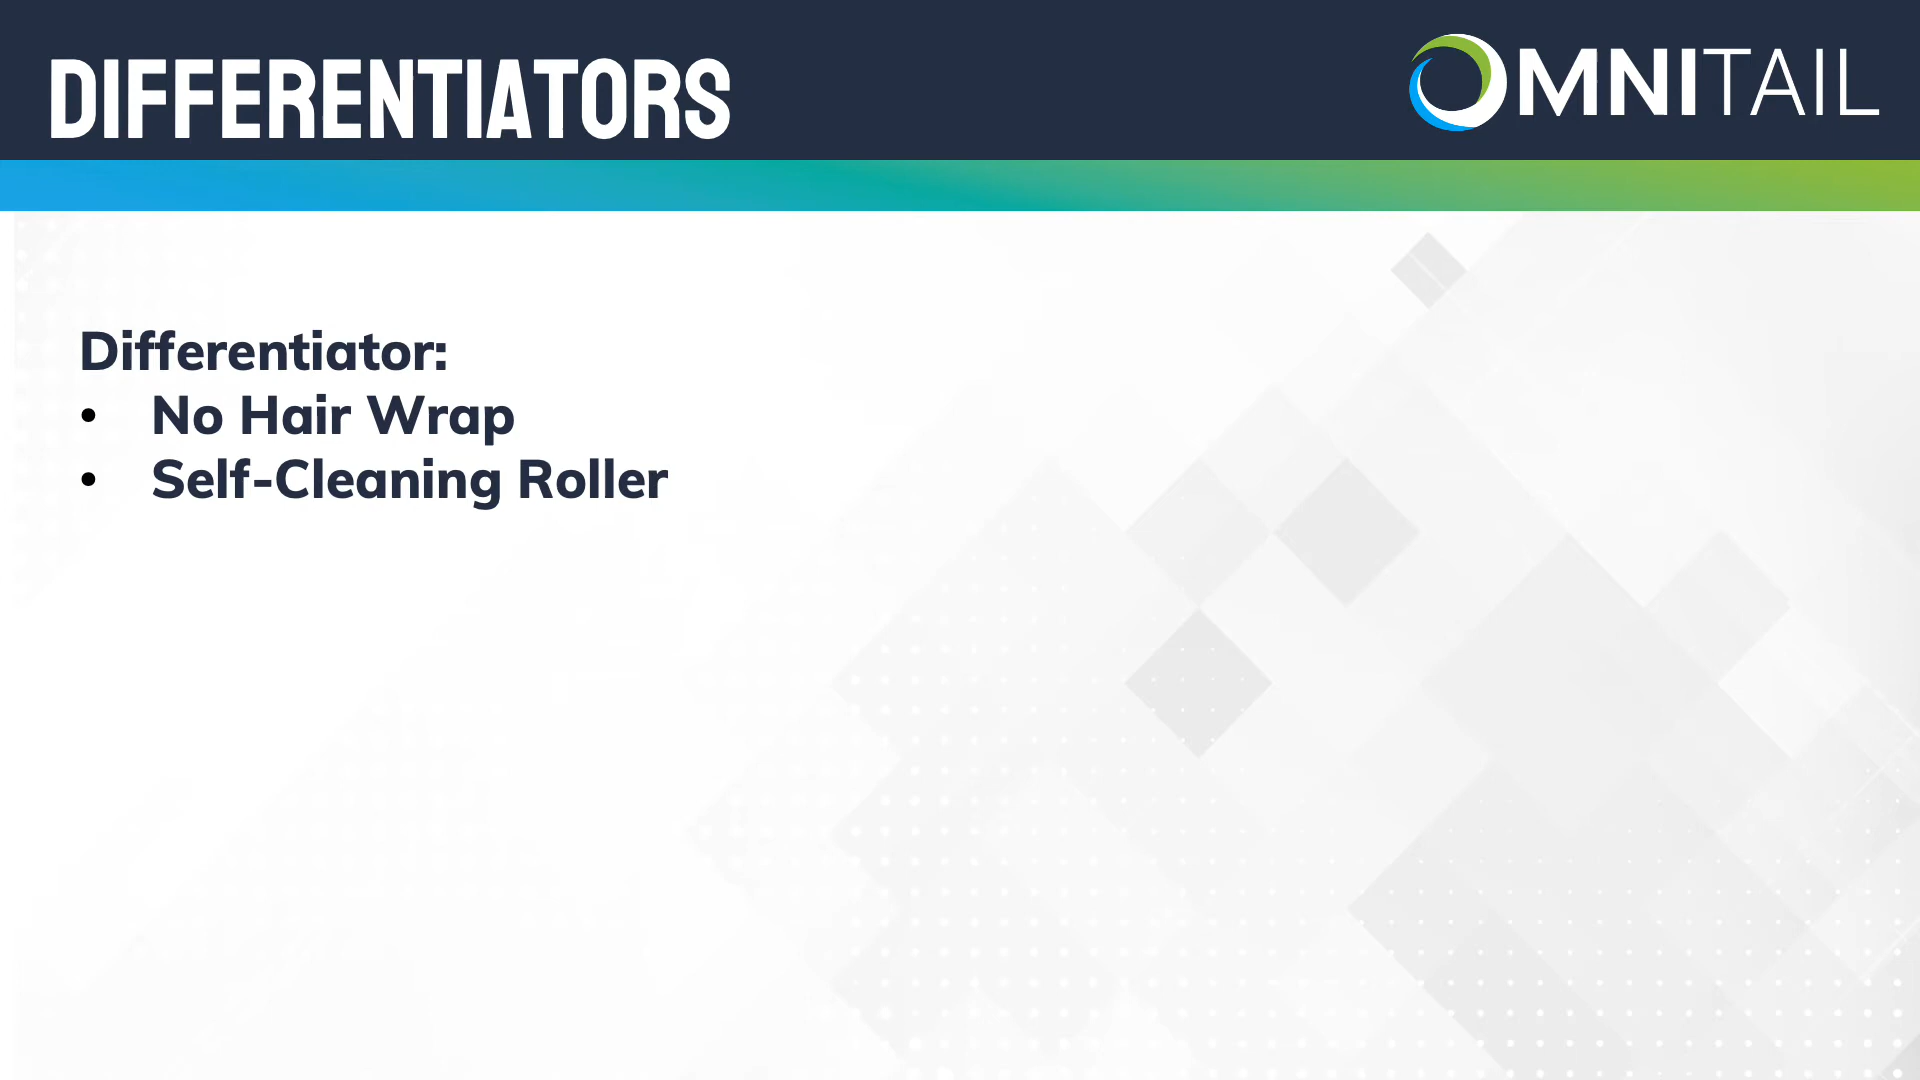 DIFFERENTIATORS
OMNITAIL
Differentiator:
• No Hair Wrap
• Self-Cleaning Roller